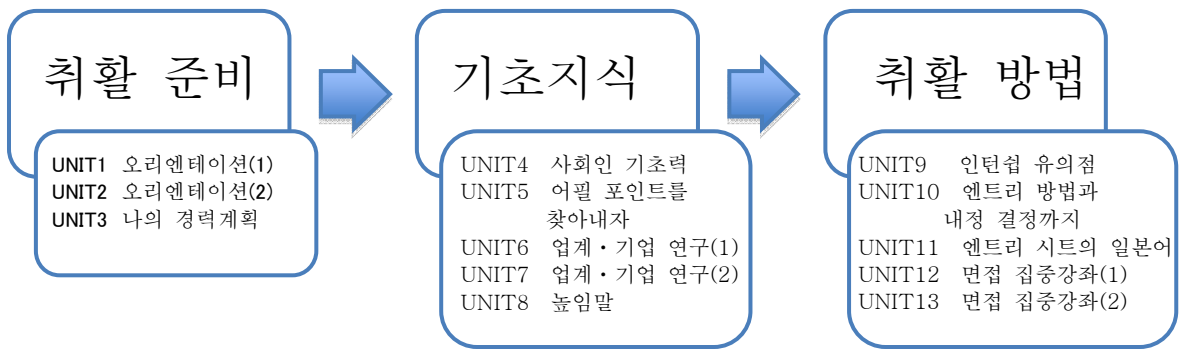 취활 준비
UNIT1 오리엔테이션(1)
UNIT2 오리엔테이션(2)
UNIT3 나의 경력계획
기초지식
UNIT4 사회인 기초력
UNIT5 어필 포인트를
찾아내자
UNIT6 업계・기업 연구(1)
UNIT7 업계・기업 연구(2)
UNIT8 높임말
취활 방법
UNIT9 인턴쉽 유의점
UNIT10 엔트리 방법과
내정 결정까지
UNIT11 엔트리 시트의 일본어
UNIT12 면접 집중강좌(1)
UNIT13 면접 집중강좌(2)